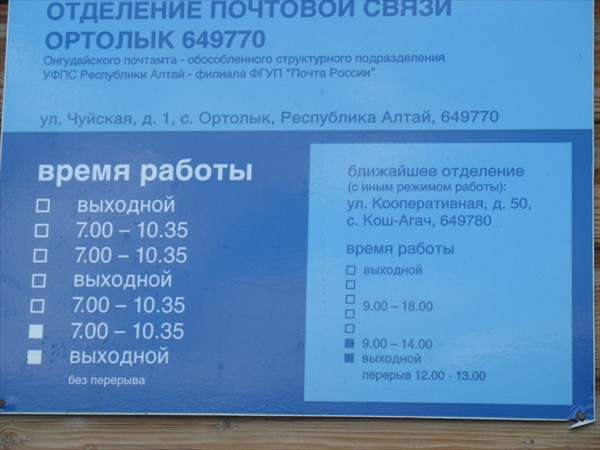 ОТДЕЛЕНИЕ ПОЧТОВОЙ СВЯЗИ
ОРТОЛЫК 649770
Онгудайского почтамта - обособленного структурного подразделения
УФПС Республики Алтай - филиала ФГУП "Почта России"
ул. Чуйская, д. 1, с. Ортолык, Республика Алтай, 649770
время работы
выходной
7.00 – 10.35
7.00 – 10.35
выходной
7.00 – 10.35
7.00 – 10.35
выходной
без перерыва
ближайшее отделение
(с иным режимом работы):
ул. Кооперативная, д. 50,
с. Кош-Агач, 649780
время работы
выходной
9.00 – 18.00
9.00 – 14.00
выходной
перерыв 12.00 - 13.00